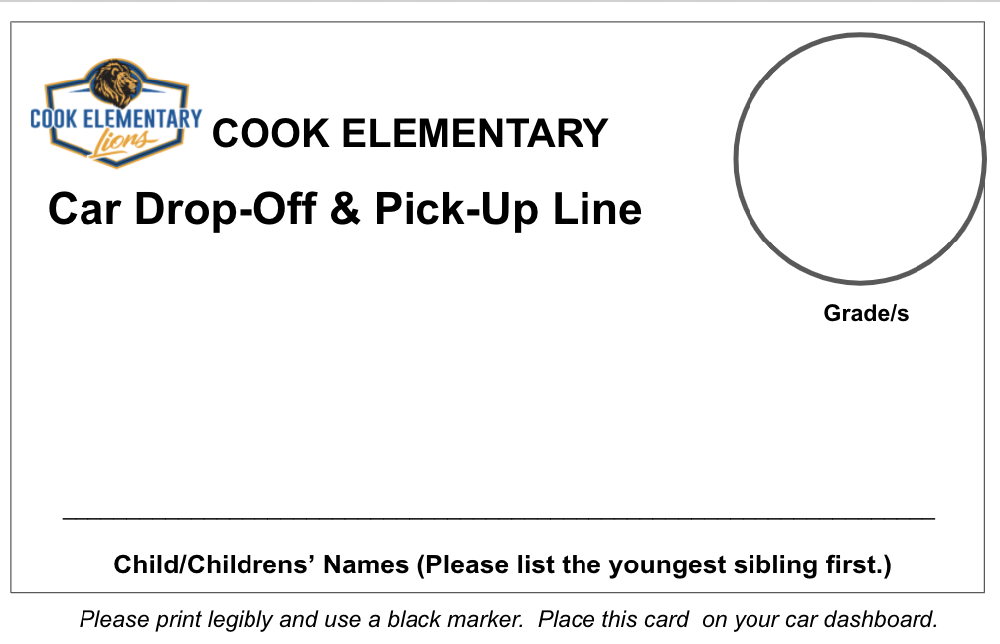 COOK ELEMENTARY
Lions
COOK ELEMENTARY
Car Drop-Off & Pick-Up Line
Grade/s
Child/Childrens’ Names (Please list the youngest sibling first.)
Please print legibly and use a black marker.  Place this card  on your car dashboard.